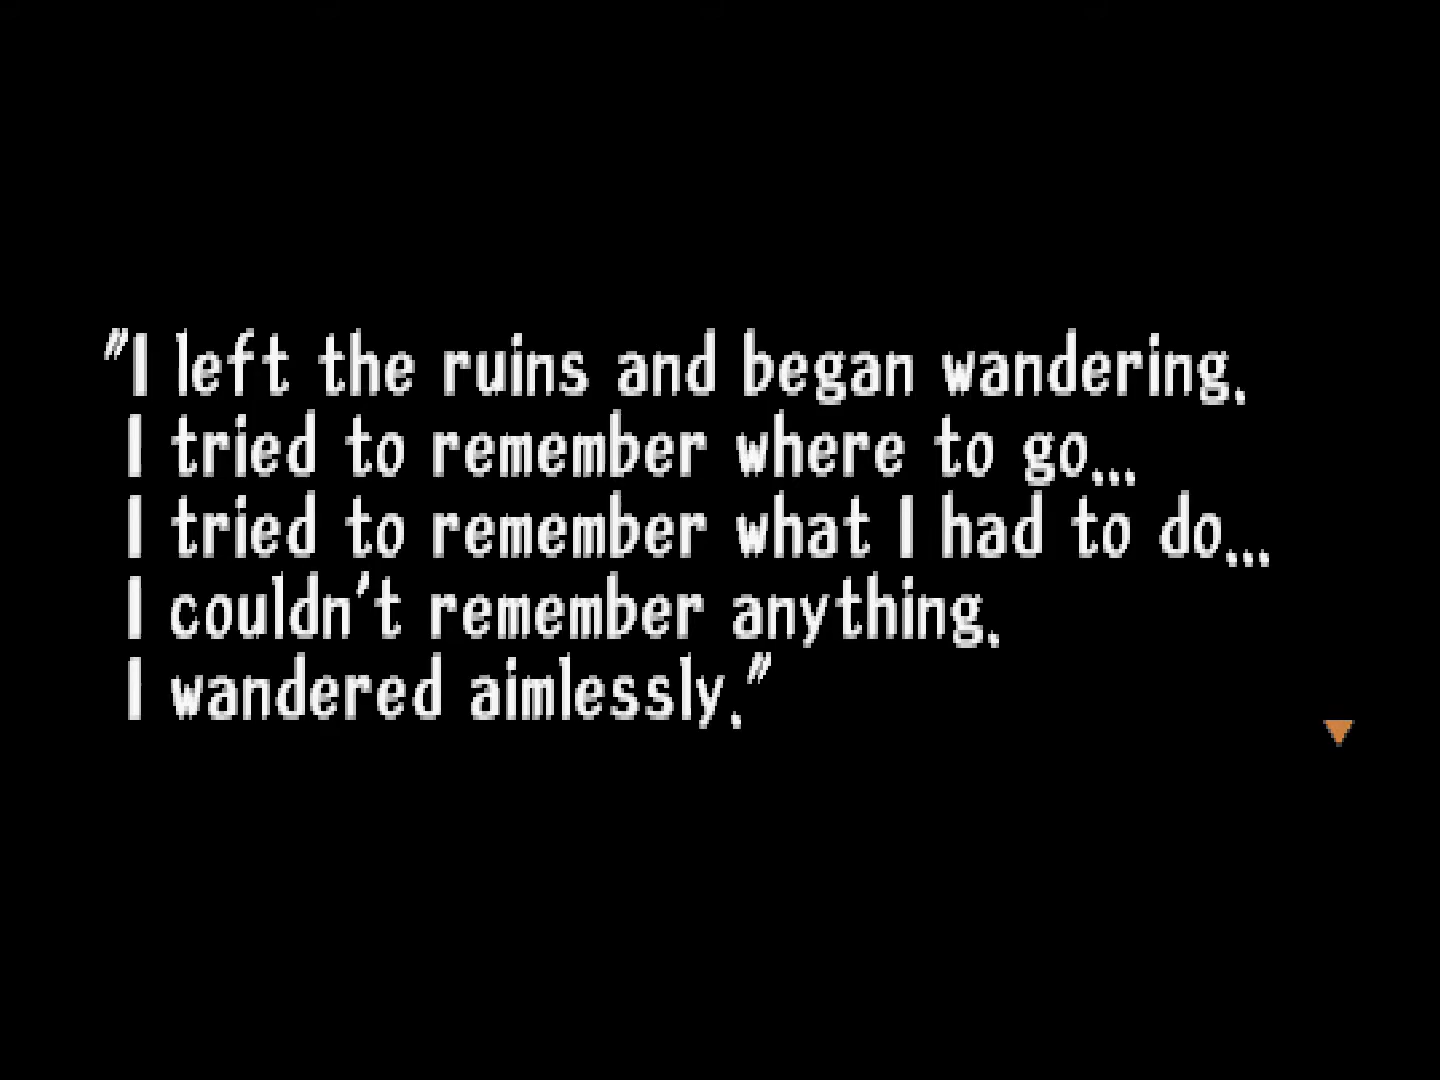 "I left the ruins and began wandering.
I tried to remember where to go...
I tried to remember what I had to do...
I couldn't remember anything.
I wandered aimlessly."